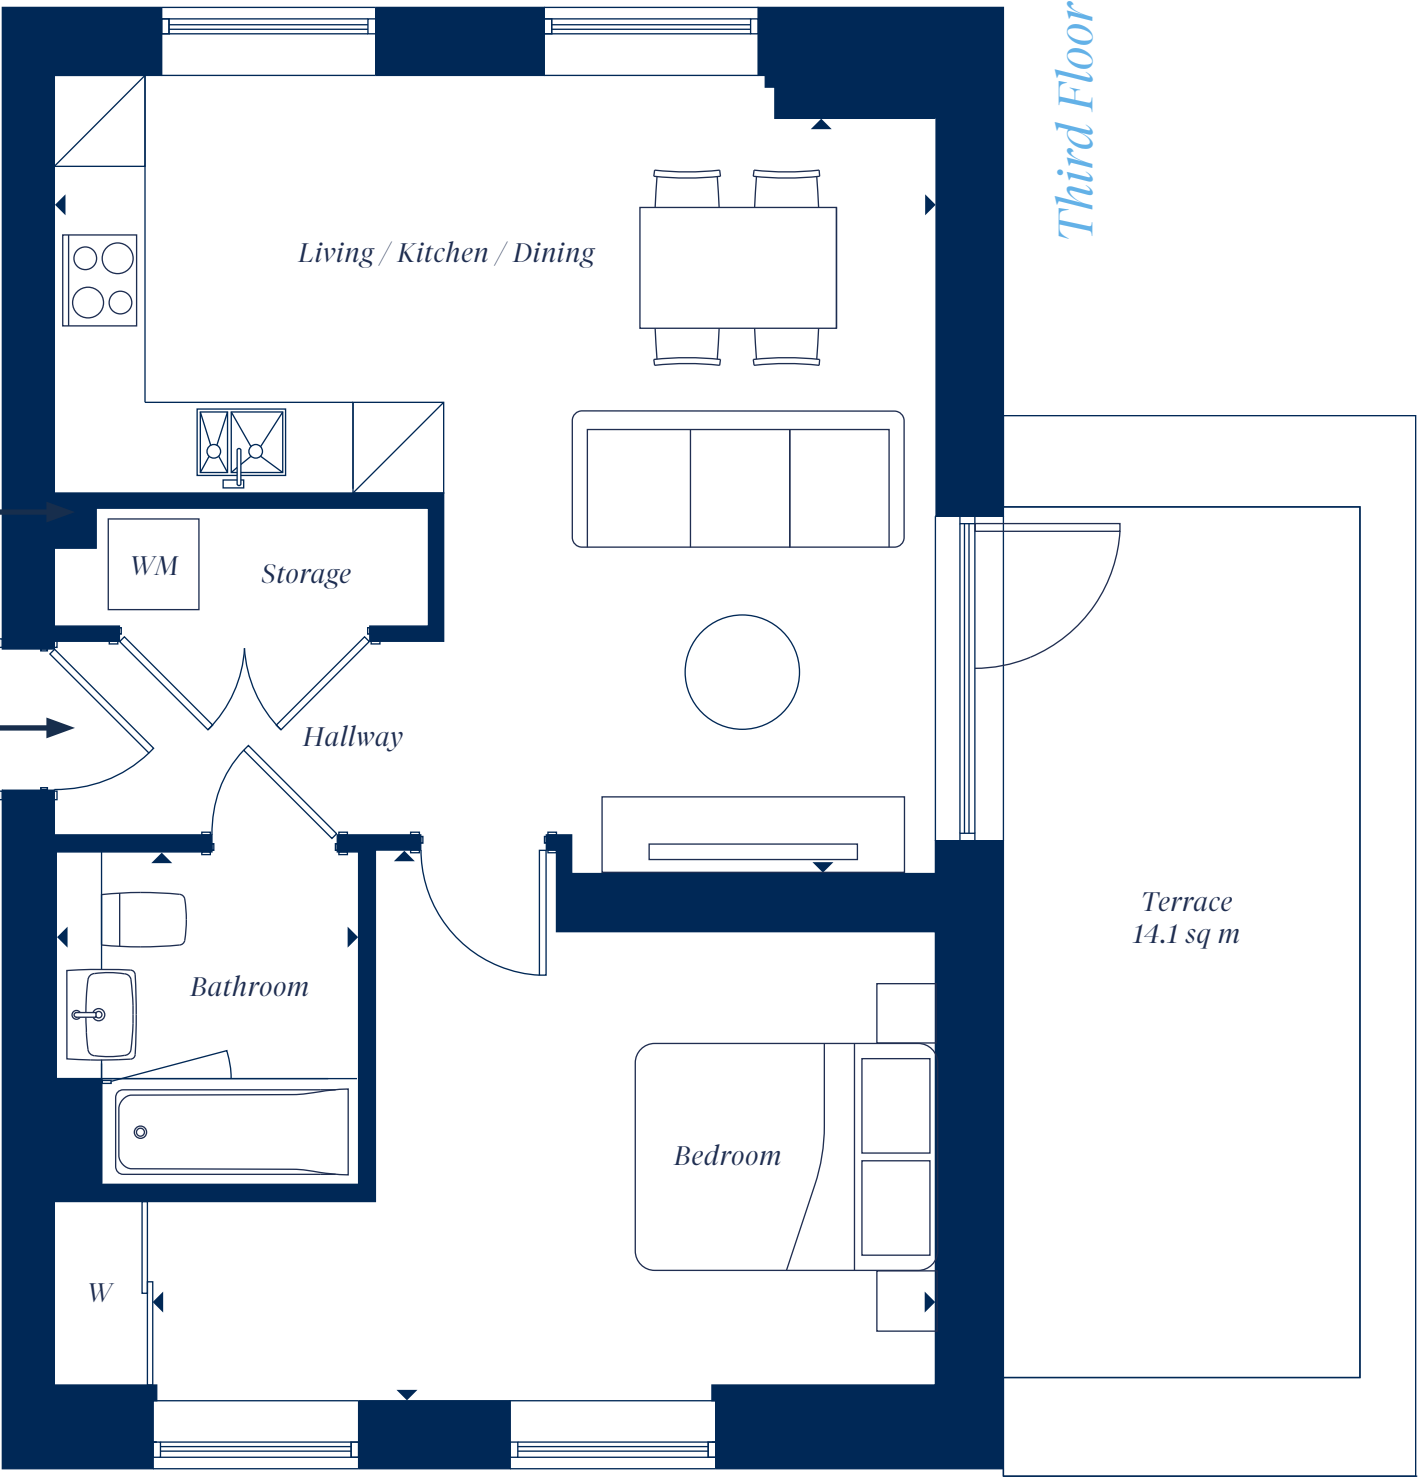 Third Floor
Living / Kitchen / Dining
WM
Storage
Hallway
Terrace
14.1 sq m
Bathroom
Bedroom
W